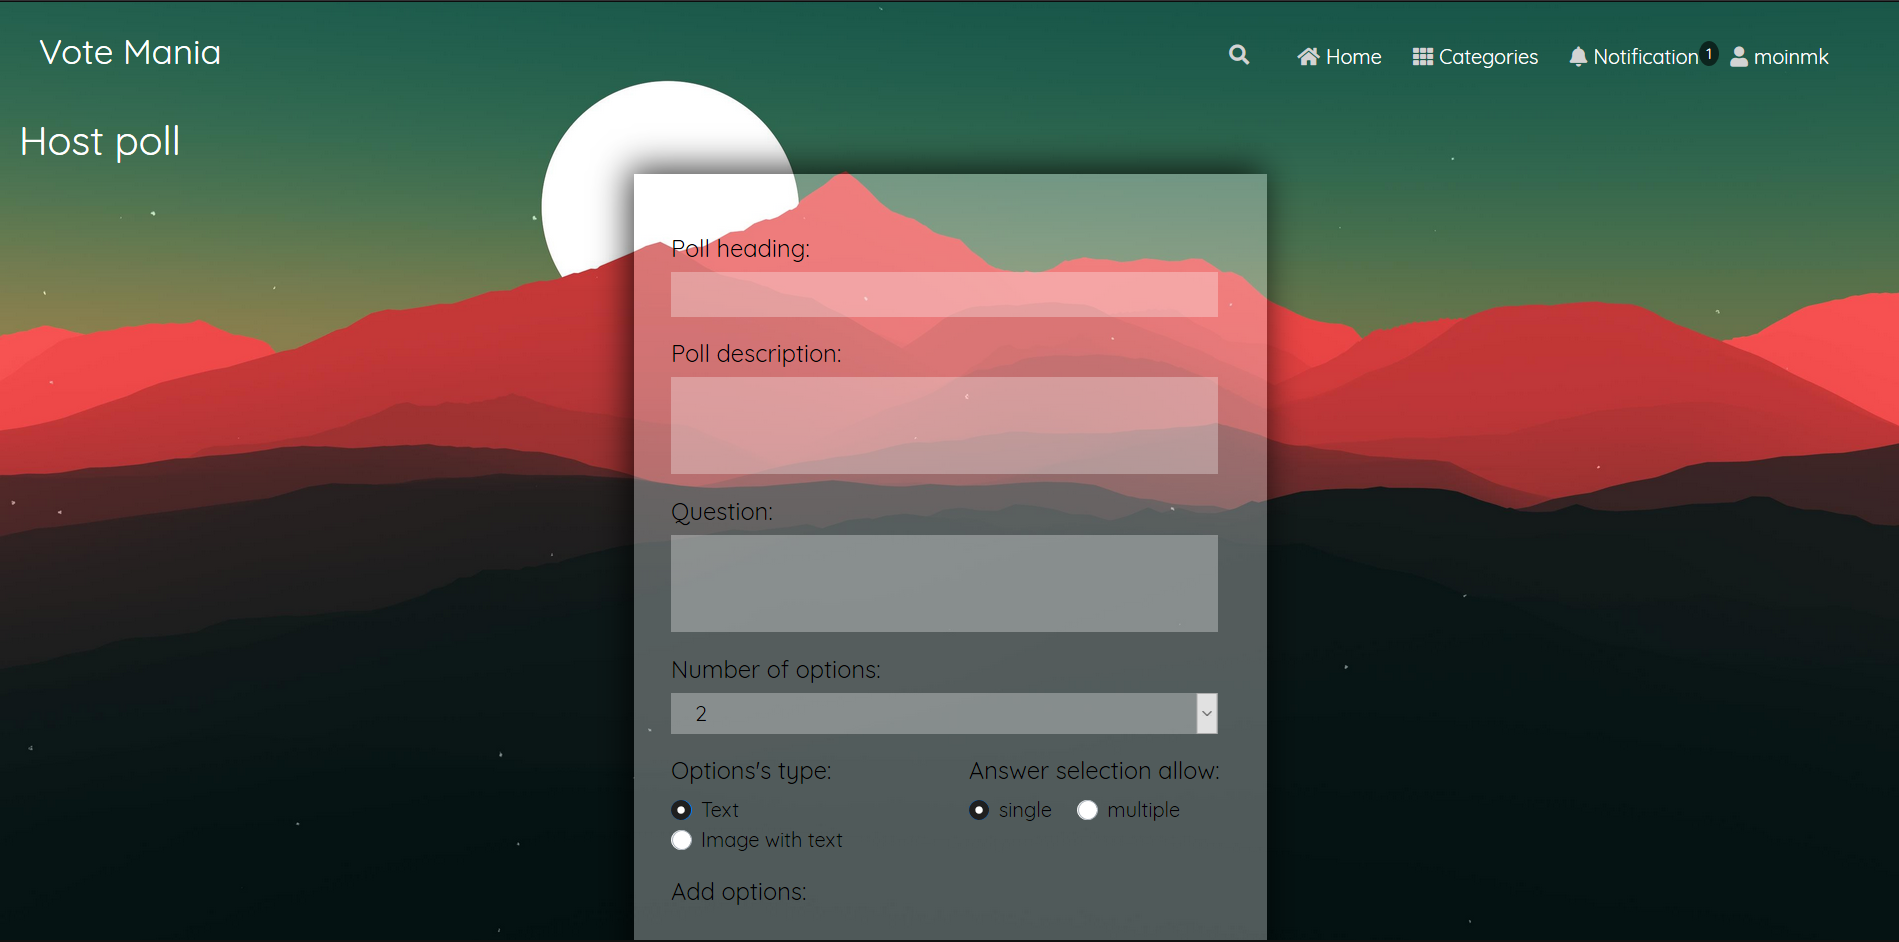 Vote Mania
Home Categories Notification 1 moinmk
Host poll
Poll heading:
Poll description:
Question:
Number of options:
2
Options's type: Answer selection allow:
Text single multiple
Image with text
Add options: